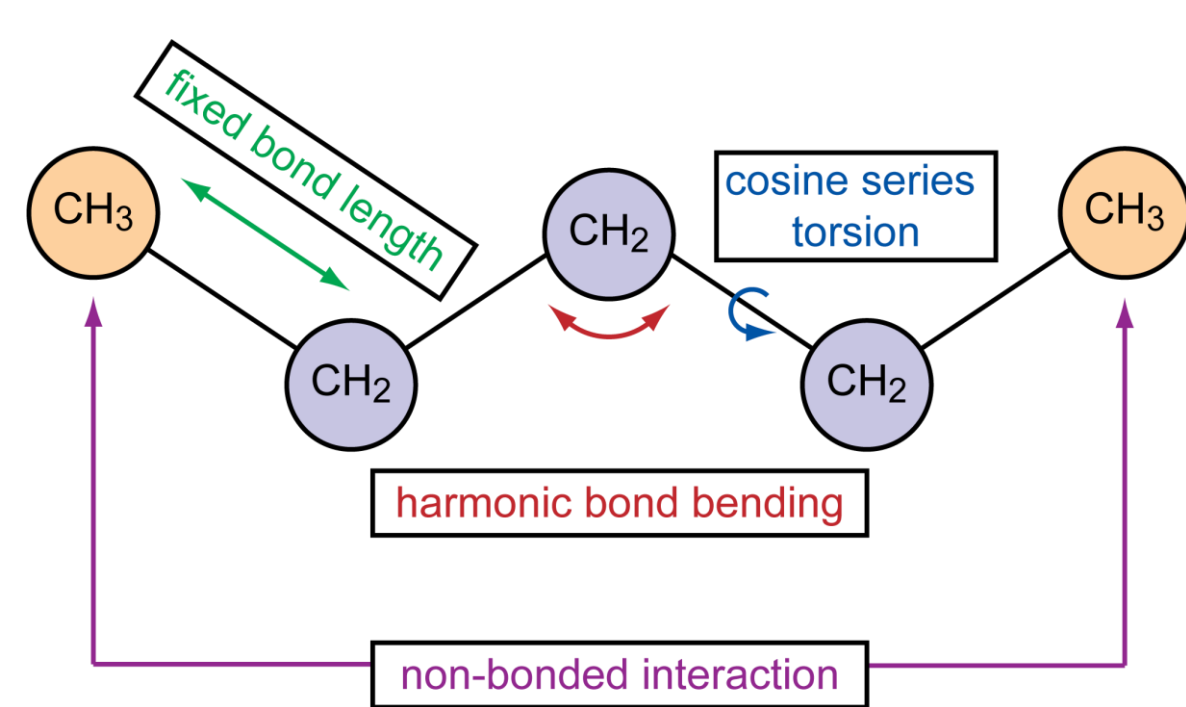 fixed bond length
CH₃
CH₂
cosine series
torsion
CH₃
CH₂
CH₂
harmonic bond bending
non-bonded interaction